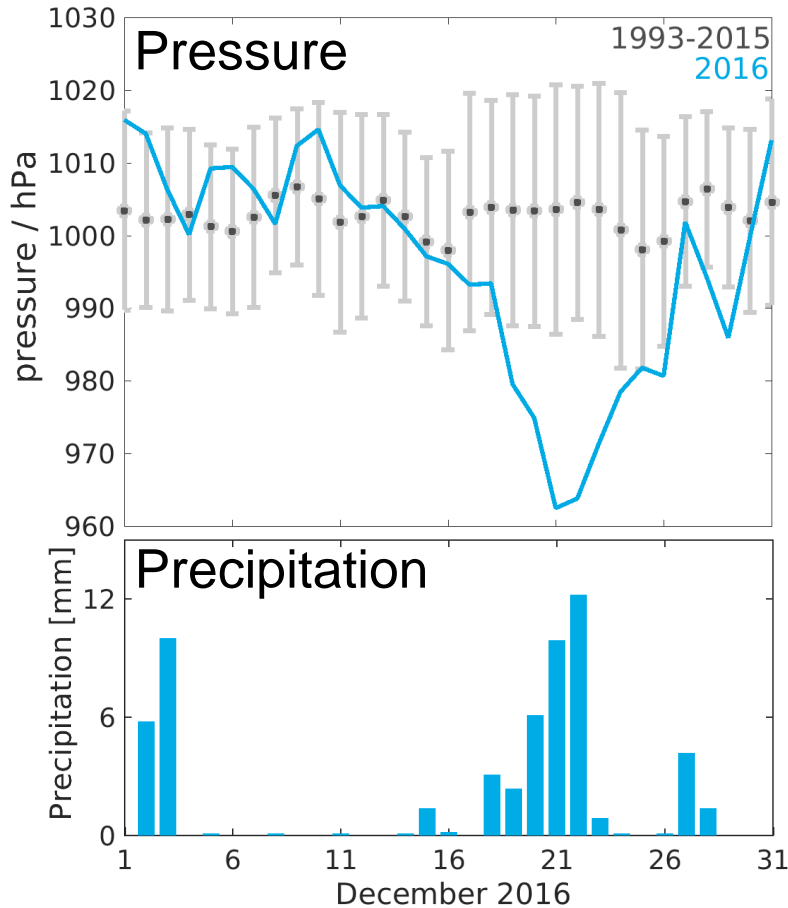 Pressure
1993-2015
2016
pressure / hPa
1030
1020
1010
1000
990
980
970
960
Precipitation
Precipitation [mm]
12
6
0
1 6 11 16 21 26 31
December 2016